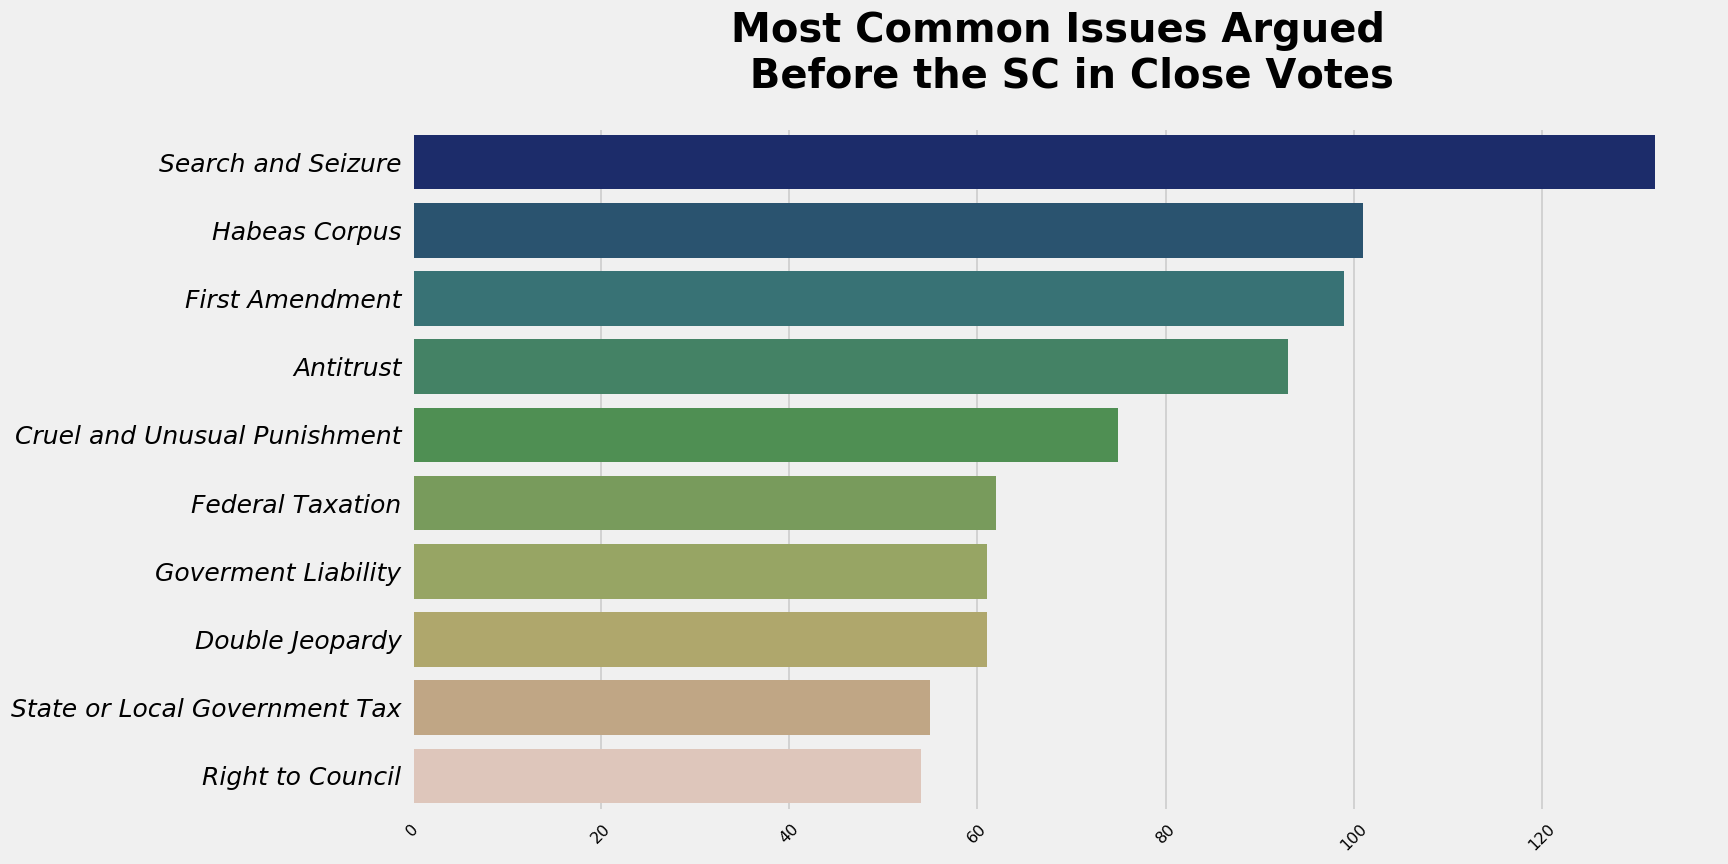 Most Common Issues Argued
Before the SC in Close Votes
Search and Seizure
Habeas Corpus
First Amendment
Antitrust
Cruel and Unusual Punishment
Federal Taxation
Goverment Liability
Double Jeopardy
State or Local Government Tax
Right to Council
0 20 40 60 80 100 120